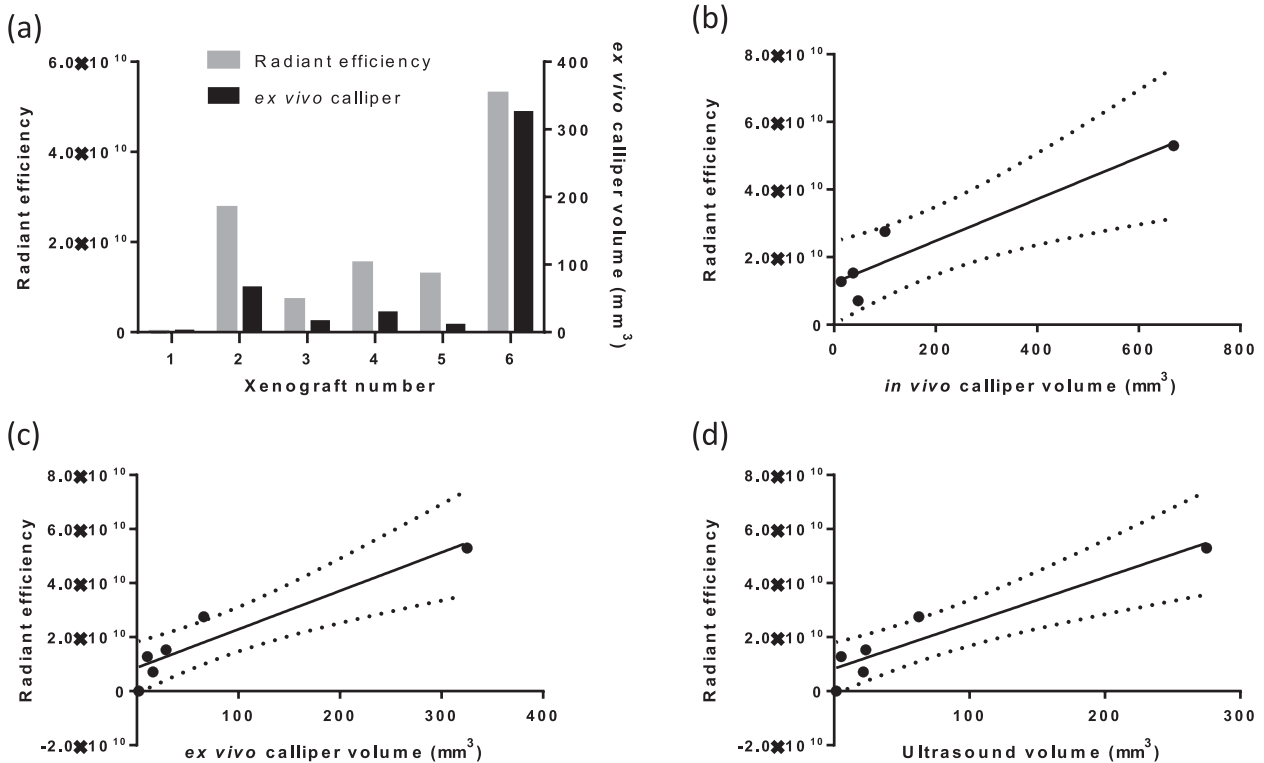 (a)
6.0✖10 10
4.0✖10 10
2.0✖10 10
0
Radiant efficiency
Radiant efficiency
ex vivo calliper
400
300
200
100
0
ex vivo calliper volume (mm3)
1 2 3 4 5 6
Xenograft number
(b)
8.0✖10 10
6.0✖10 10
4.0✖10 10
2.0✖10 10
0
Radiant efficiency
0 200 400 600 800
in vivo calliper volume (mm3)
(c)
8.0✖10 10
6.0✖10 10
4.0✖10 10
2.0✖10 10
0
-2.0✖10 10
Radiant efficiency
100 200 300 400
ex vivo calliper volume (mm3)
(d)
8.0✖10 10
6.0✖10 10
4.0✖10 10
2.0✖10 10
0
-2.0✖10 10
Radiant efficiency
100 200 300
Ultrasound volume (mm3)